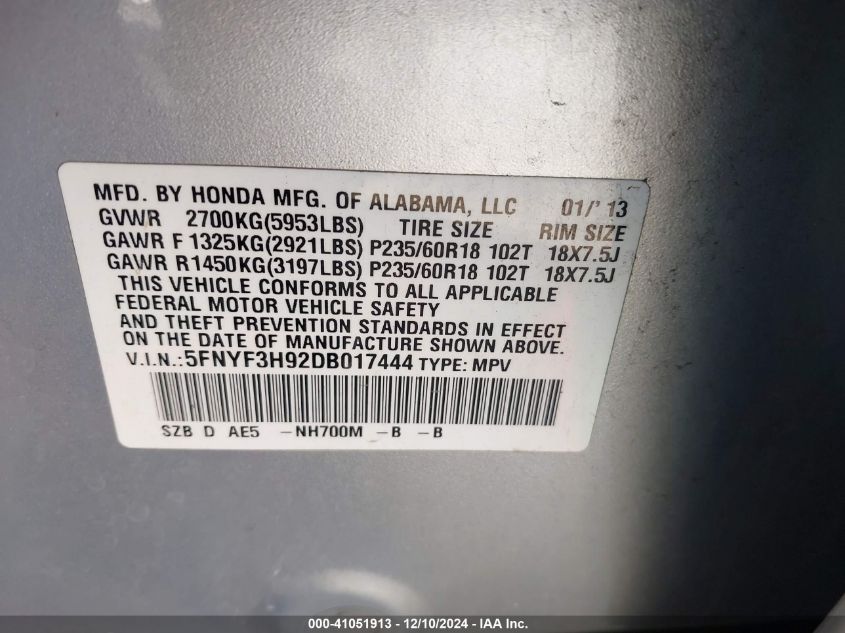 MFD. BY HONDA MFG. OF ALABAMA, LLC 01/'13
GVWR 2700KG(5953LBS) TIRE SIZE RIM SIZE
GAWR F 1325KG(2921LBS) P235/60R18 102T 18X7.5J
GAWR R1450KG(3197LBS) P235/60R18 102T 18X7.5J
THIS VEHICLE CONFORMS TO ALL APPLICABLE
FEDERAL MOTOR VEHICLE SAFETY
AND THEFT PREVENTION STANDARDS IN EFFECT
ON THE DATE OF MANUFACTURE SHOWN ABOVE.
V.I.N.:5FNYF3H92DB017444 TYPE: MPV
SZB D AE5 -NH700M -B -B
000-41051913 - 12/10/2024 - IAA Inc.